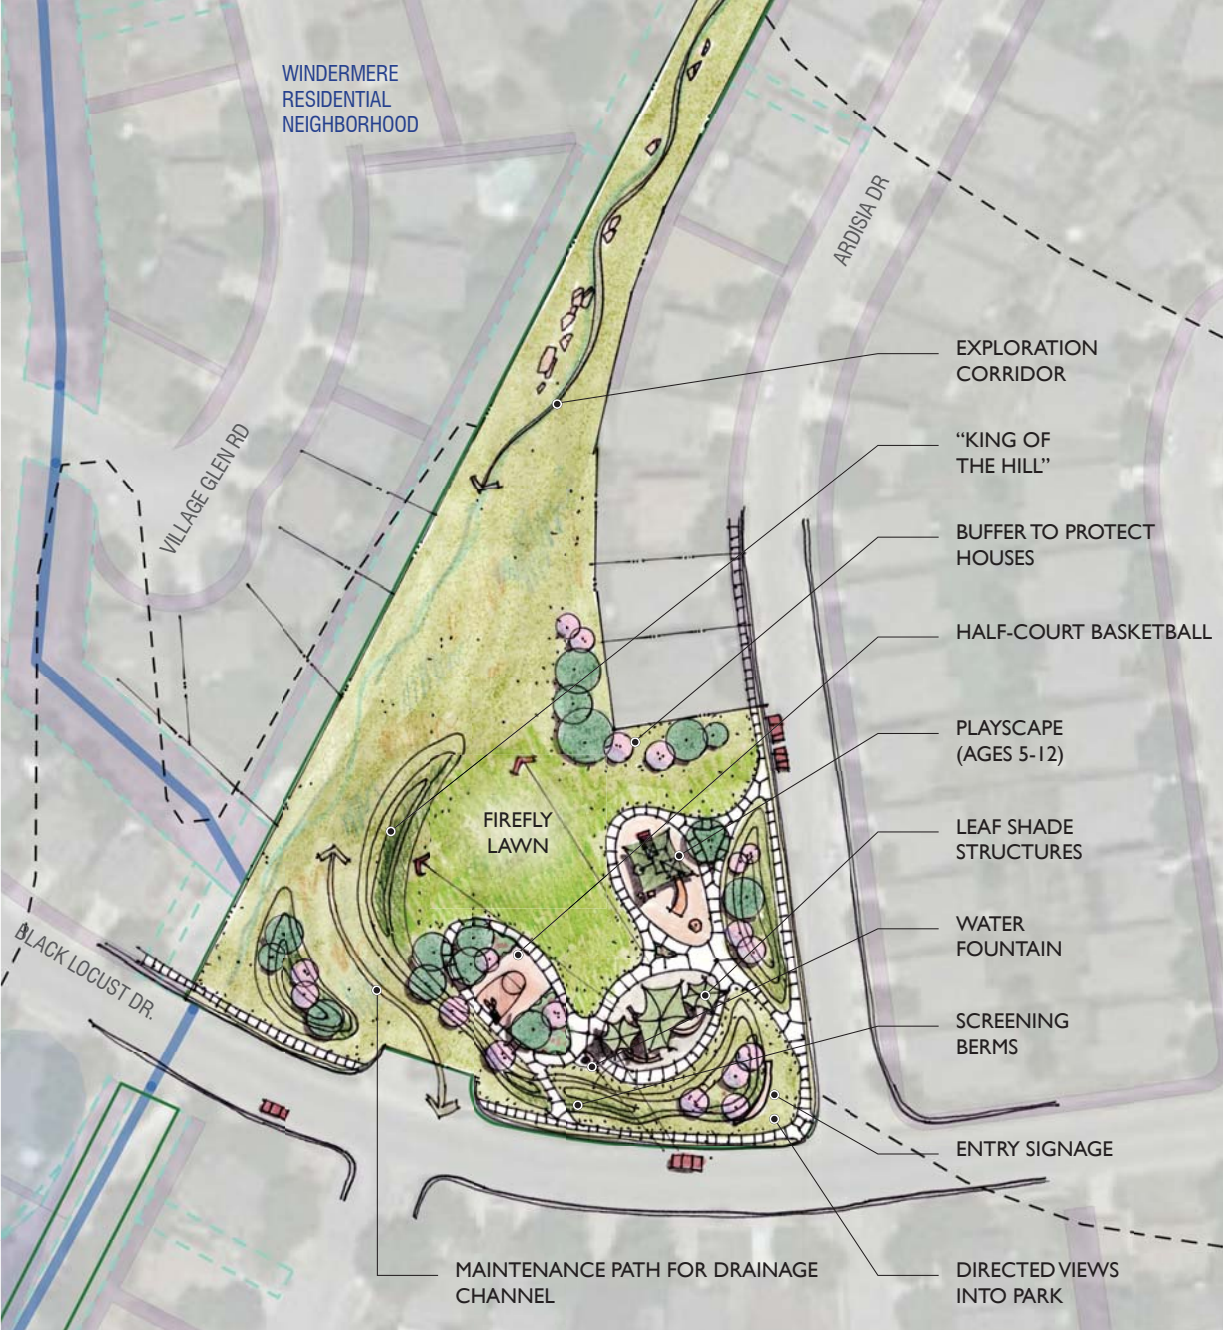 WINDERMERE
RESIDENTIAL
NEIGHBORHOOD
ARDISIA DR
EXPLORATION
CORRIDOR
“KING OF
THE HILL”
VILLAGE GLEN RD
BUFFER TO PROTECT
HOUSES
HALF-COURT BASKETBALL
PLAYSCAPE
(AGES 5-12)
FIREFLY
LAWN
LEAF SHADE
STRUCTURES
WATER
FOUNTAIN
BLACK LOCUST DR.
SCREENING
BERMS
ENTRY SIGNAGE
MAINTENANCE PATH FOR DRAINAGE
CHANNEL
DIRECTED VIEWS
INTO PARK